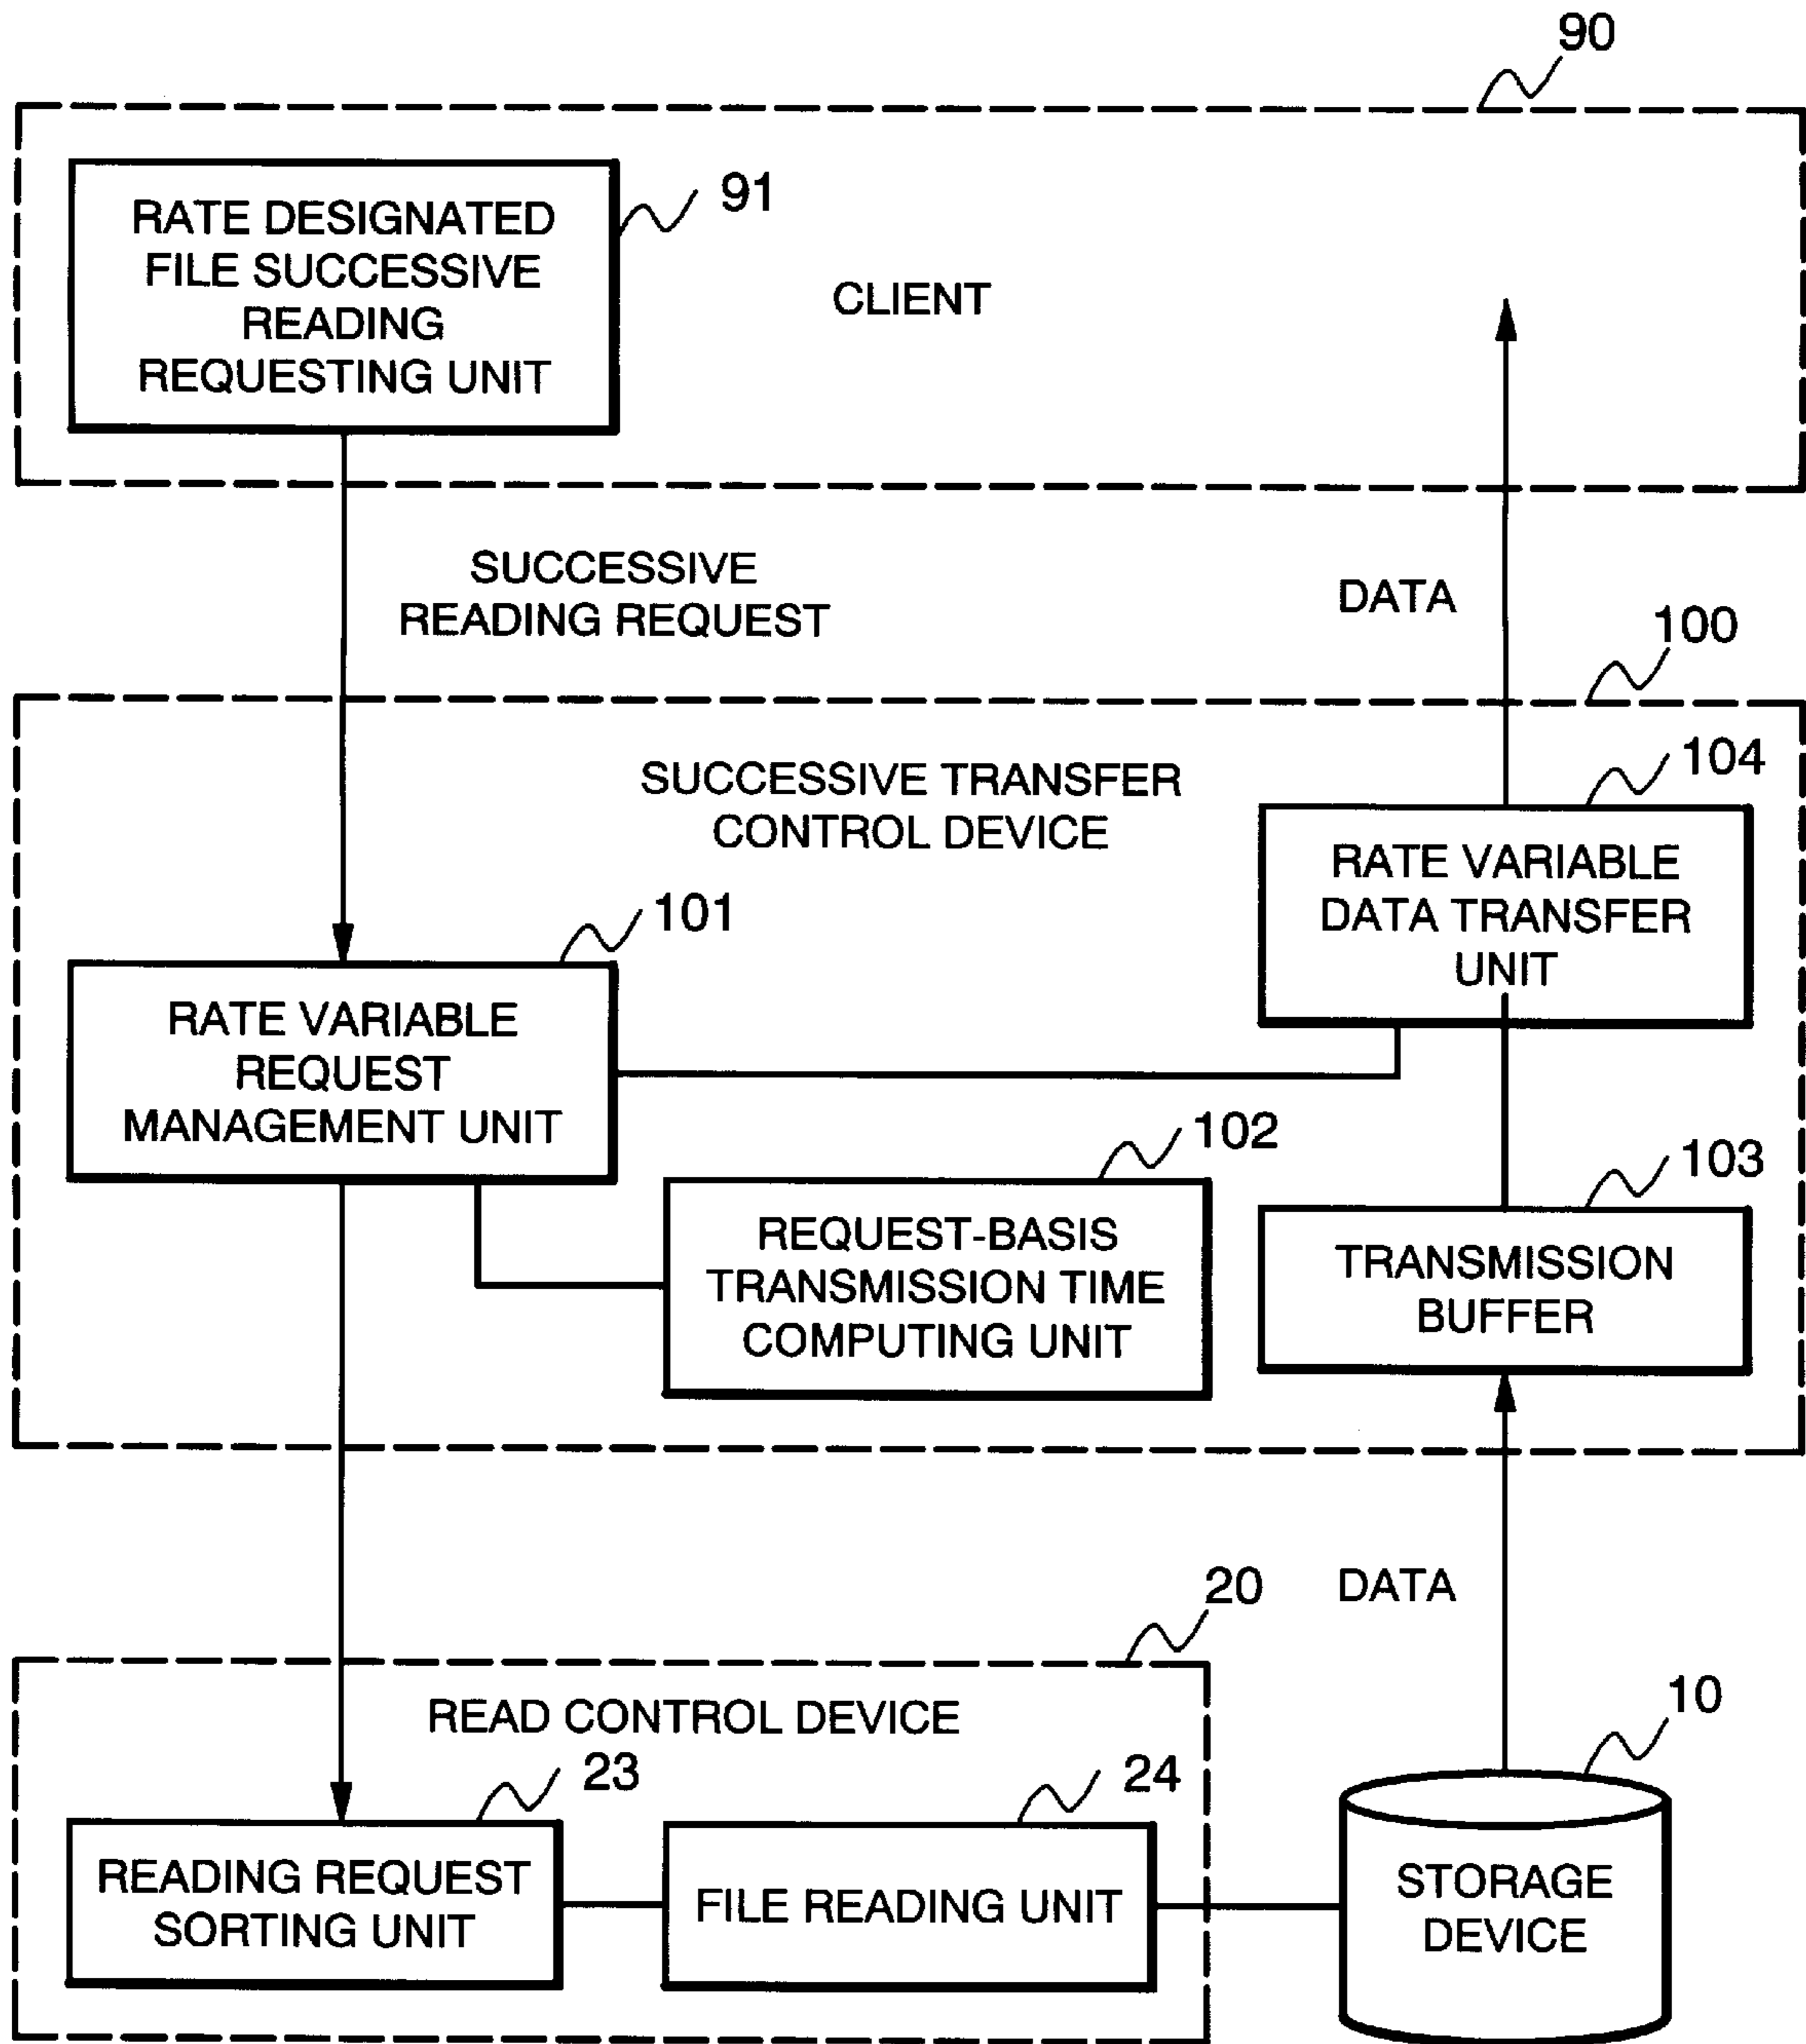 90
RATE DESIGNATED
FILE SUCCESSIVE
READING
REQUESTING UNIT
91
CLIENT
SUCCESSIVE
READING REQUEST
DATA
100
SUCCESSIVE TRANSFER
CONTROL DEVICE
104
RATE VARIABLE
DATA TRANSFER
UNIT
101
RATE VARIABLE
REQUEST
MANAGEMENT UNIT
102
REQUEST-BASIS
TRANSMISSION TIME
COMPUTING UNIT
103
TRANSMISSION
BUFFER
DATA
20
READ CONTROL DEVICE
23
READING REQUEST
SORTING UNIT
24
FILE READING UNIT
10
STORAGE
DEVICE